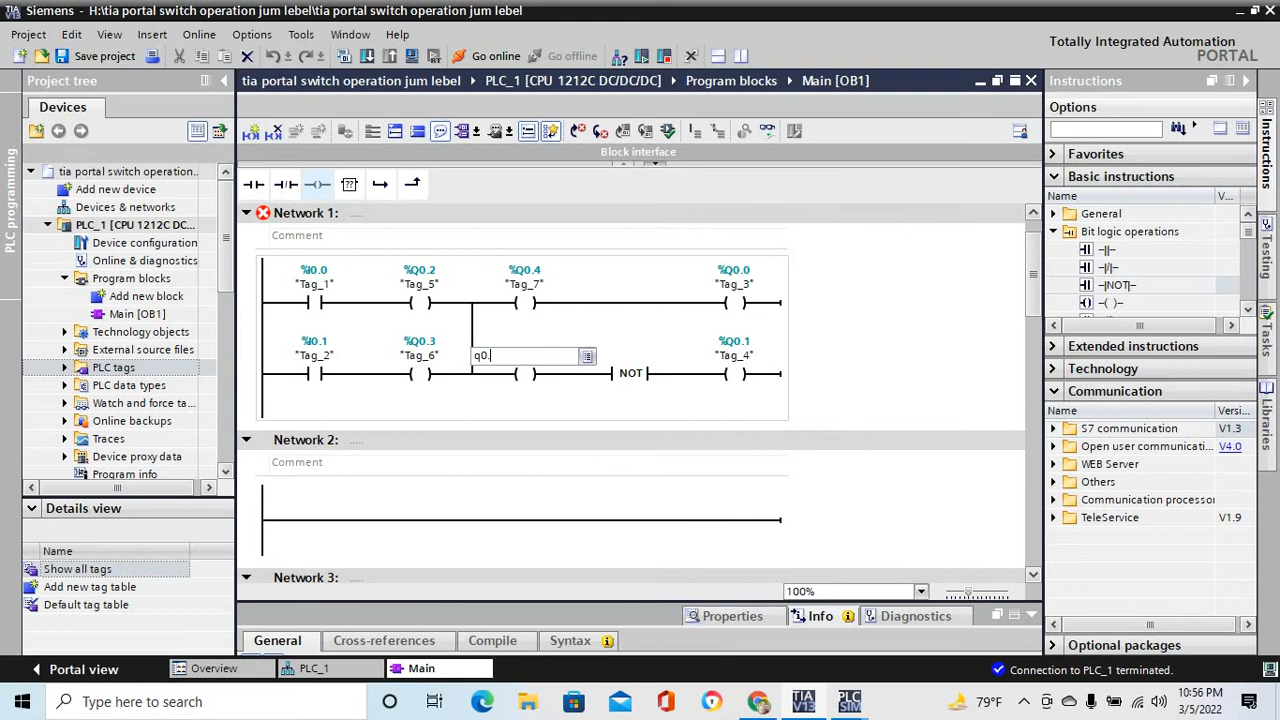 Siemens - H:\tia portal switch operation jum lebel\tia portal switch operation jum lebel
Project Edit View Insert Online Options Tools Window Help
Totally Integrated Automation
PORTAL
Save project
Go online
Go offline
Project tree
tia portal switch operation jum lebel
PLC_1 [CPU 1212C DC/DC/DC]
Program blocks
Main [OB1]
Instructions
Devices
Options
Block interface
Favorites
Basic instructions
Name
V...
General
Bit logic operations
-||-
-|/|-
-|NOT|-
-( )-
Extended instructions
Technology
Communication
Name
Versi...
S7 communication V1.3
Open user communicati... V4.0
WEB Server
Others
Communication processor
TeleService V1.9
Optional packages
Instructions
Testing
Tasks
Libraries
PLC programming
tia portal switch operation...
Add new device
Devices & networks
PLC_1 [CPU 1212C DC...
Device configuration
Online & diagnostics
Program blocks
Add new block
Main [OB1]
Technology objects
External source files
PLC tags
PLC data types
Watch and force ta...
Online backups
Traces
Device proxy data
Program info
Details view
Name
Show all tags
Add new tag table
Default tag table
??
Network 1: .....
Comment
%I0.0 %Q0.2 %Q0.4 %Q0.0
"Tag_1" "Tag_5" "Tag_7" "Tag_3"
%I0.1 %Q0.3 %Q0.1
"Tag_2" "Tag_6" q0. "Tag_4"
NOT
Network 2: .....
Comment
Network 3: .....
100%
Properties
Info
Diagnostics
General
Cross-references
Compile
Syntax
Portal view
Overview
PLC_1
Main
Connection to PLC_1 terminated.
Type here to search
TIA V13
PLC SIM
79°F
10:56 PM
3/5/2022